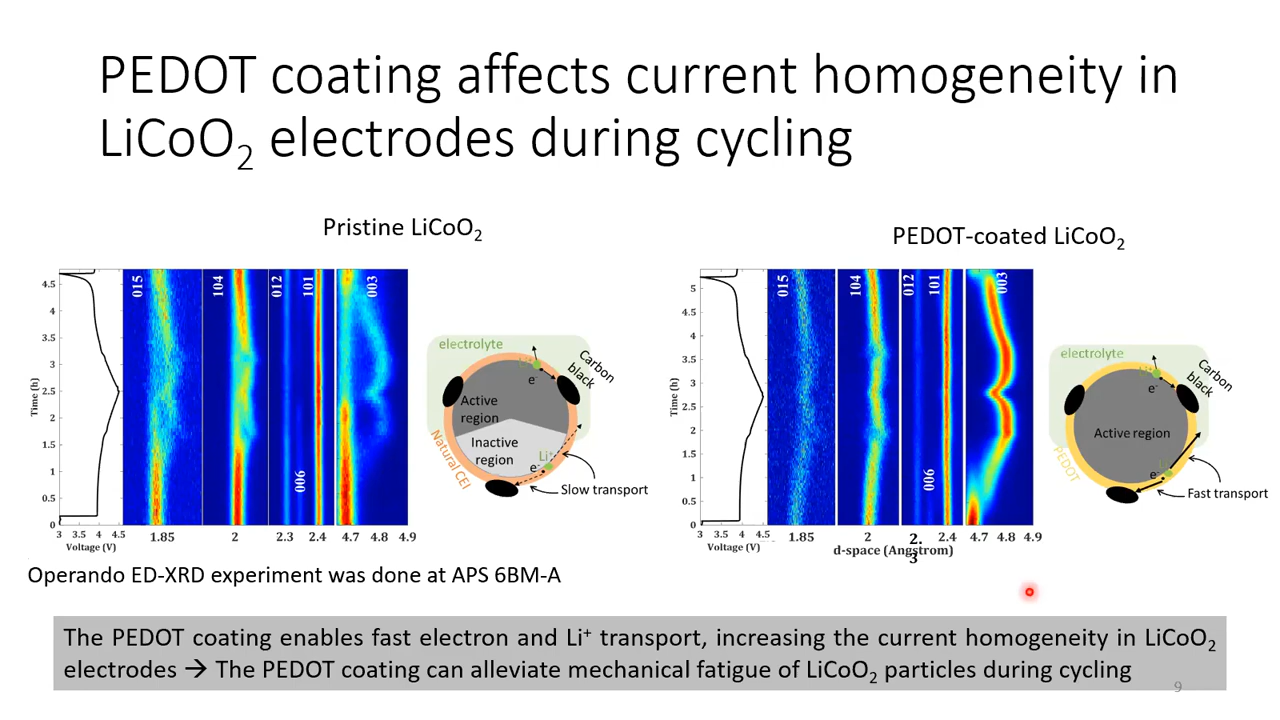 PEDOT coating affects current homogeneity in
LiCoO₂ electrodes during cycling
Pristine LiCoO₂
015
104
012
101
003
006
4.5
4
3.5
3
2.5
2
1.5
1
0.5
0
Time (h)
3 3.5 4 4.5
Voltage (V)
1.85 2 2.3 2.4 4.7 4.8 4.9
electrolyte
Carbon
black
Li⁺
e⁻
Active
region
Inactive
region
Li⁺
e⁻
Natural CEI
Slow transport
Operando ED-XRD experiment was done at APS 6BM-A
PEDOT-coated LiCoO₂
015
104
012
101
003
006
5
4.5
4
3.5
3
2.5
2
1.5
1
0.5
0
Time (h)
3 3.5 4 4.5
Voltage (V)
1.85 2 2.3 2.4 4.7 4.8 4.9
d-space (Angstrom)
electrolyte
Carbon
black
Li⁺
e⁻
Active region
e⁻
PEDOT
Fast transport
The PEDOT coating enables fast electron and Li⁺ transport, increasing the current homogeneity in LiCoO₂
electrodes → The PEDOT coating can alleviate mechanical fatigue of LiCoO₂ particles during cycling
9